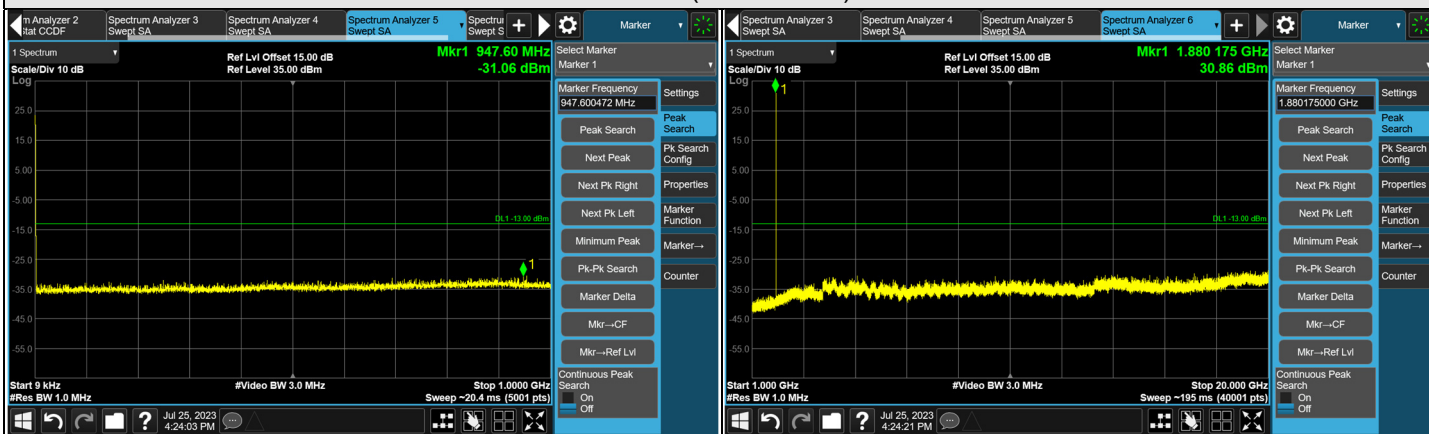 m Analyzer 2
Stat CCDF
Spectrum Analyzer 3
Swept SA
Spectrum Analyzer 4
Swept SA
Spectrum Analyzer 5
Swept SA
Spectru
Swept S
Marker
1 Spectrum
Scale/Div 10 dB
Log
Ref Lvl Offset 15.00 dB
Ref Level 35.00 dBm
Mkr1 947.60 MHz
-31.06 dBm
25.0
15.0
5.00
-5.00
-15.0
-25.0
-35.0
-45.0
-55.0
DL1 -13.00 dBm
1
Start 9 kHz
#Res BW 1.0 MHz
#Video BW 3.0 MHz
Stop 1.0000 GHz
Sweep ~20.4 ms (5001 pts)
Select Marker
Marker 1
Marker Frequency
947.600472 MHz
Peak Search
Next Peak
Next Pk Right
Next Pk Left
Minimum Peak
Pk-Pk Search
Marker Delta
Mkr→CF
Mkr→Ref Lvl
Continuous Peak
Search
On
Off
Settings
Peak
Search
Pk Search
Config
Properties
Marker
Function
Marker→
Counter
?
Jul 25, 2023
4:24:03 PM
Spectrum Analyzer 3
Swept SA
Spectrum Analyzer 4
Swept SA
Spectrum Analyzer 5
Swept SA
Spectrum Analyzer 6
Swept SA
Marker
1 Spectrum
Scale/Div 10 dB
Log
Ref Lvl Offset 15.00 dB
Ref Level 35.00 dBm
Mkr1 1.880 175 GHz
30.86 dBm
1
25.0
15.0
5.00
-5.00
-15.0
-25.0
-35.0
-45.0
-55.0
DL1 -13.00 dBm
Start 1.000 GHz
#Res BW 1.0 MHz
#Video BW 3.0 MHz
Stop 20.000 GHz
Sweep ~195 ms (40001 pts)
Select Marker
Marker 1
Marker Frequency
1.880175000 GHz
Peak Search
Next Peak
Next Pk Right
Next Pk Left
Minimum Peak
Pk-Pk Search
Marker Delta
Mkr→CF
Mkr→Ref Lvl
Continuous Peak
Search
On
Off
Settings
Peak
Search
Pk Search
Config
Properties
Marker
Function
Marker→
Counter
?
Jul 25, 2023
4:24:21 PM